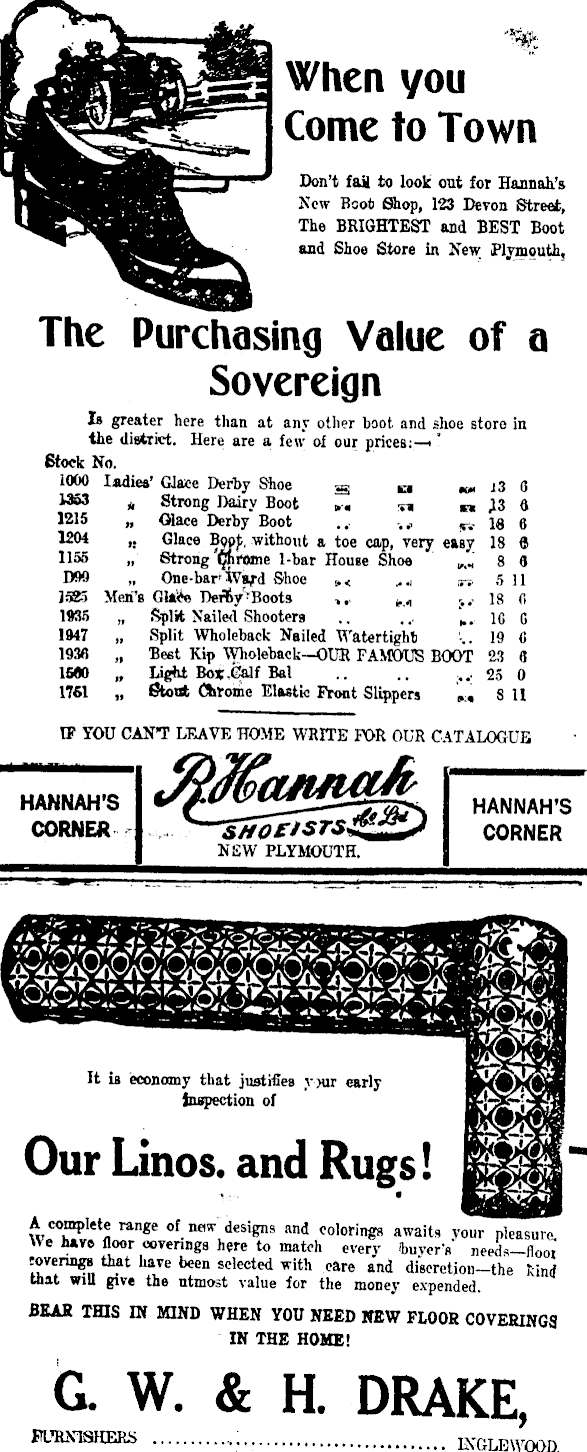 When you
Come to Town
Don't fail to look out for Hannah's
New Boot Shop, 123 Devon Street,
The BRIGHTEST and BEST Boot
and Shoe Store in New Plymouth,
The Purchasing Value of a
Sovereign
Is greater here than at any other boot and shoe store in
the district. Here are a few of our prices:—
Stock No.
1000 Ladies' Glace Derby Shoe .. .. .. 13 6
1353 „ Strong Dairy Boot .. .. .. 13 6
1215 „ Glace Derby Boot .. .. .. 18 6
1204 „ Glace Boot, without a toe cap, very easy 18 6
1155 „ Strong Chrome 1-bar House Shoe .. 8 6
D99 „ One-bar Ward Shoe .. .. .. 5 11
1525 Men's Glace Derby Boots .. .. .. 18 6
1935 „ Split Nailed Shooters .. .. .. 16 6
1947 „ Split Wholeback Nailed Watertight .. 19 6
1936 „ Best Kip Wholeback—OUR FAMOUS BOOT 23 6
1560 „ Light Box Calf Bal .. .. .. 25 0
1751 „ Stout Chrome Elastic Front Slippers .. 8 11
IF YOU CAN'T LEAVE HOME WRITE FOR OUR CATALOGUE
HANNAH'S
CORNER
R. Hannah
& Co. Ltd
SHOEISTS
NEW PLYMOUTH.
HANNAH'S
CORNER
It is economy that justifies your early
inspection of
Our Linos. and Rugs!
A complete range of new designs and colorings awaits your pleasure.
We have floor coverings here to match every buyer's needs—floor
coverings that have been selected with care and discretion—the kind
that will give the utmost value for the money expended.
BEAR THIS IN MIND WHEN YOU NEED NEW FLOOR COVERINGS
IN THE HOME!
G. W. & H. DRAKE,
FURNISHERS ........................................ INGLEWOOD.